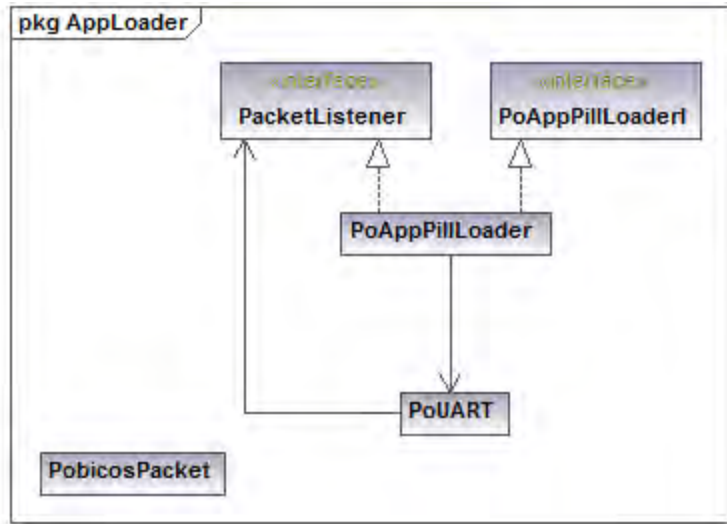 pkg AppLoader
«interface»
PacketListener
«interface»
PoAppPillLoaderI
PoAppPillLoader
PoUART
PobicosPacket